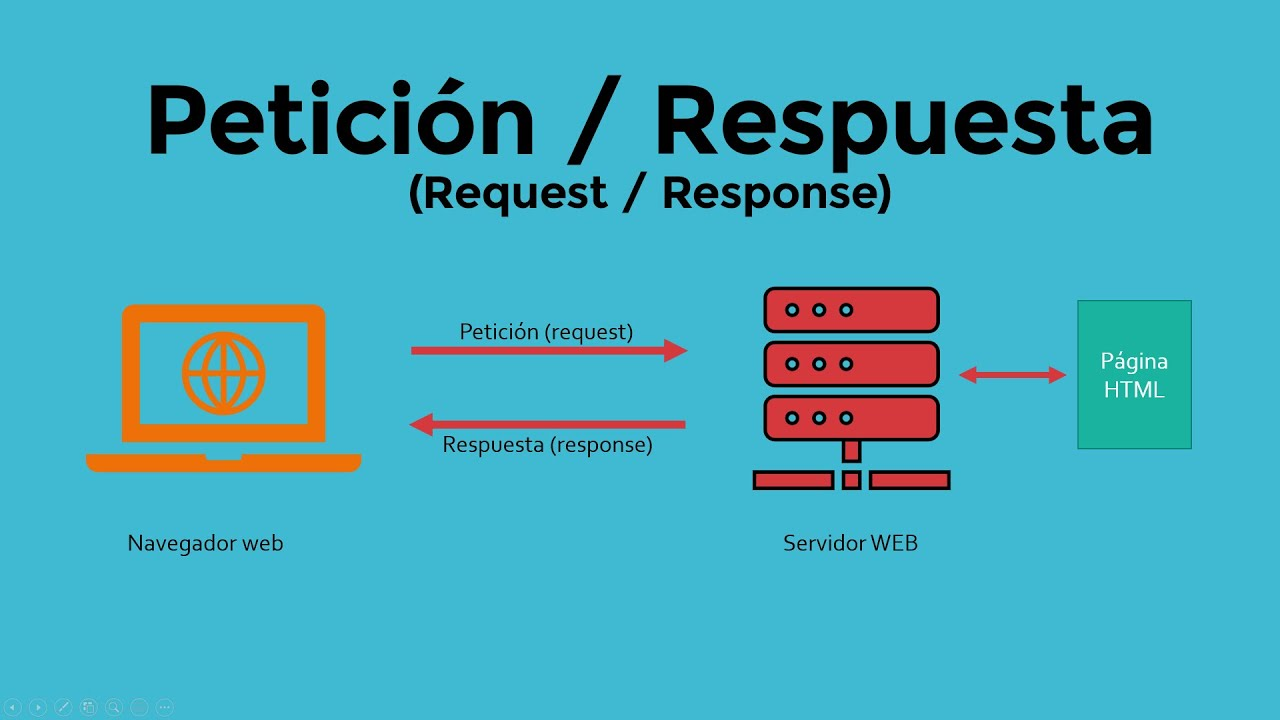 Petición / Respuesta
(Request / Response)
Petición (request)
Respuesta (response)
Página
HTML
Navegador web
Servidor WEB